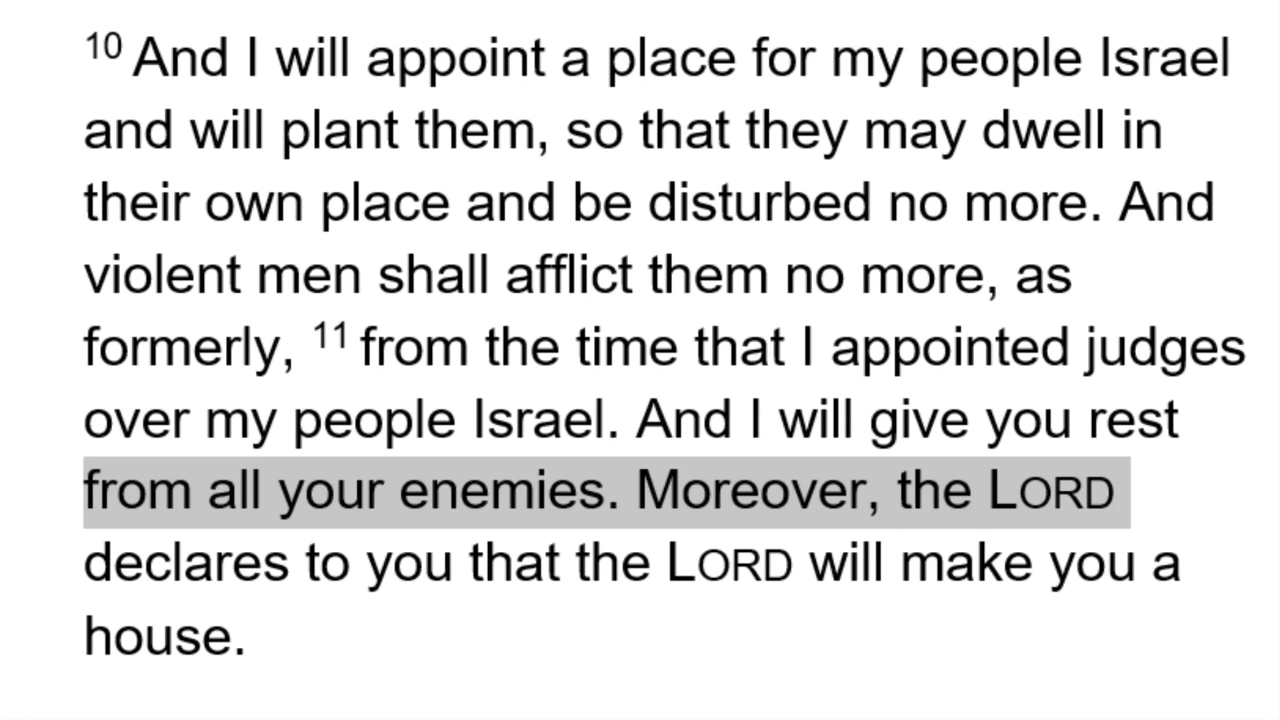 10 And I will appoint a place for my people Israel
and will plant them, so that they may dwell in
their own place and be disturbed no more. And
violent men shall afflict them no more, as
formerly, 11 from the time that I appointed judges
over my people Israel. And I will give you rest
from all your enemies. Moreover, the LORD
declares to you that the LORD will make you a
house.